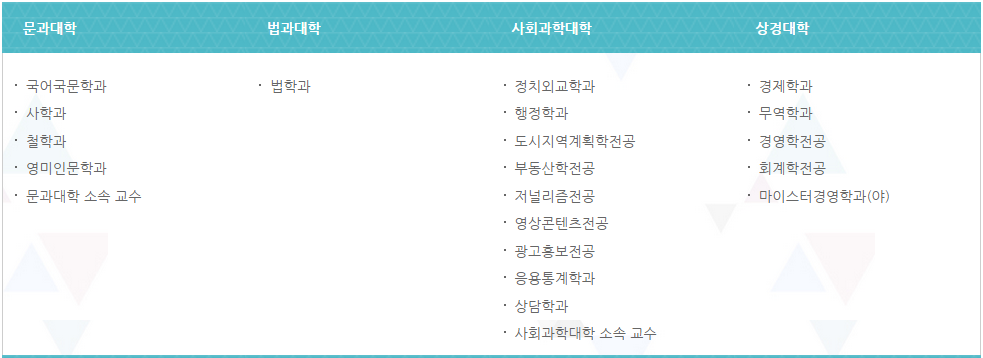 문과대학
법과대학
사회과학대학
상경대학
· 국어국문학과
· 사학과
· 철학과
· 영미인문학과
· 문과대학 소속 교수
· 법학과
· 정치외교학과
· 행정학과
· 도시지역계획학전공
· 부동산학전공
· 저널리즘전공
· 영상콘텐츠전공
· 광고홍보전공
· 응용통계학과
· 상담학과
· 사회과학대학 소속 교수
· 경제학과
· 무역학과
· 경영학전공
· 회계학전공
· 마이스터경영학과(야)